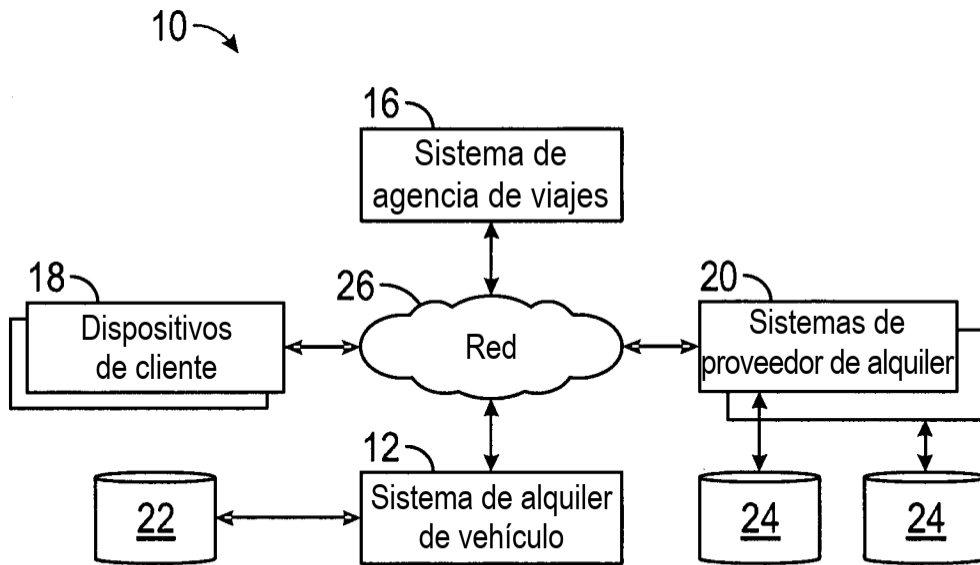 10
16
Sistema de
agencia de viajes
18
Dispositivos
de cliente
26
Red
20
Sistemas de
proveedor de alquiler
12
Sistema de alquiler
de vehículo
22
24
24